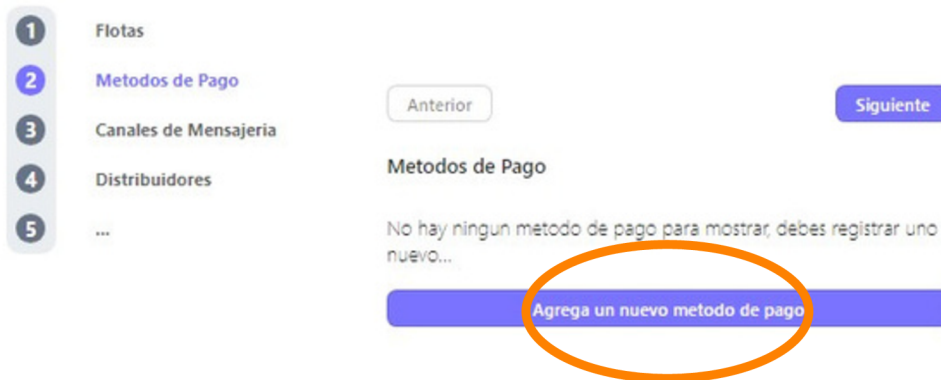 1 Flotas
2 Metodos de Pago
3 Canales de Mensajeria
4 Distribuidores
5 ...
Anterior
Siguiente
Metodos de Pago
No hay ningun metodo de pago para mostrar, debes registrar uno
nuevo...
Agrega un nuevo metodo de pago